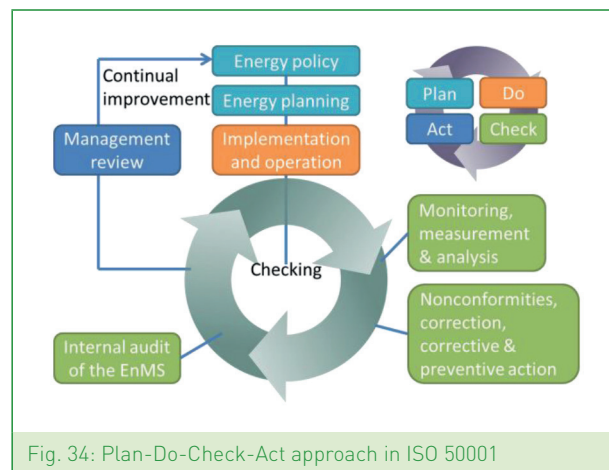 Energy policy
Continual
improvement
Energy planning
Management
review
Implementation
and operation
Plan
Do
Act
Check
Checking
Monitoring,
measurement
& analysis
Nonconformities,
correction,
corrective &
preventive action
Internal audit
of the EnMS
Fig. 34: Plan-Do-Check-Act approach in ISO 50001